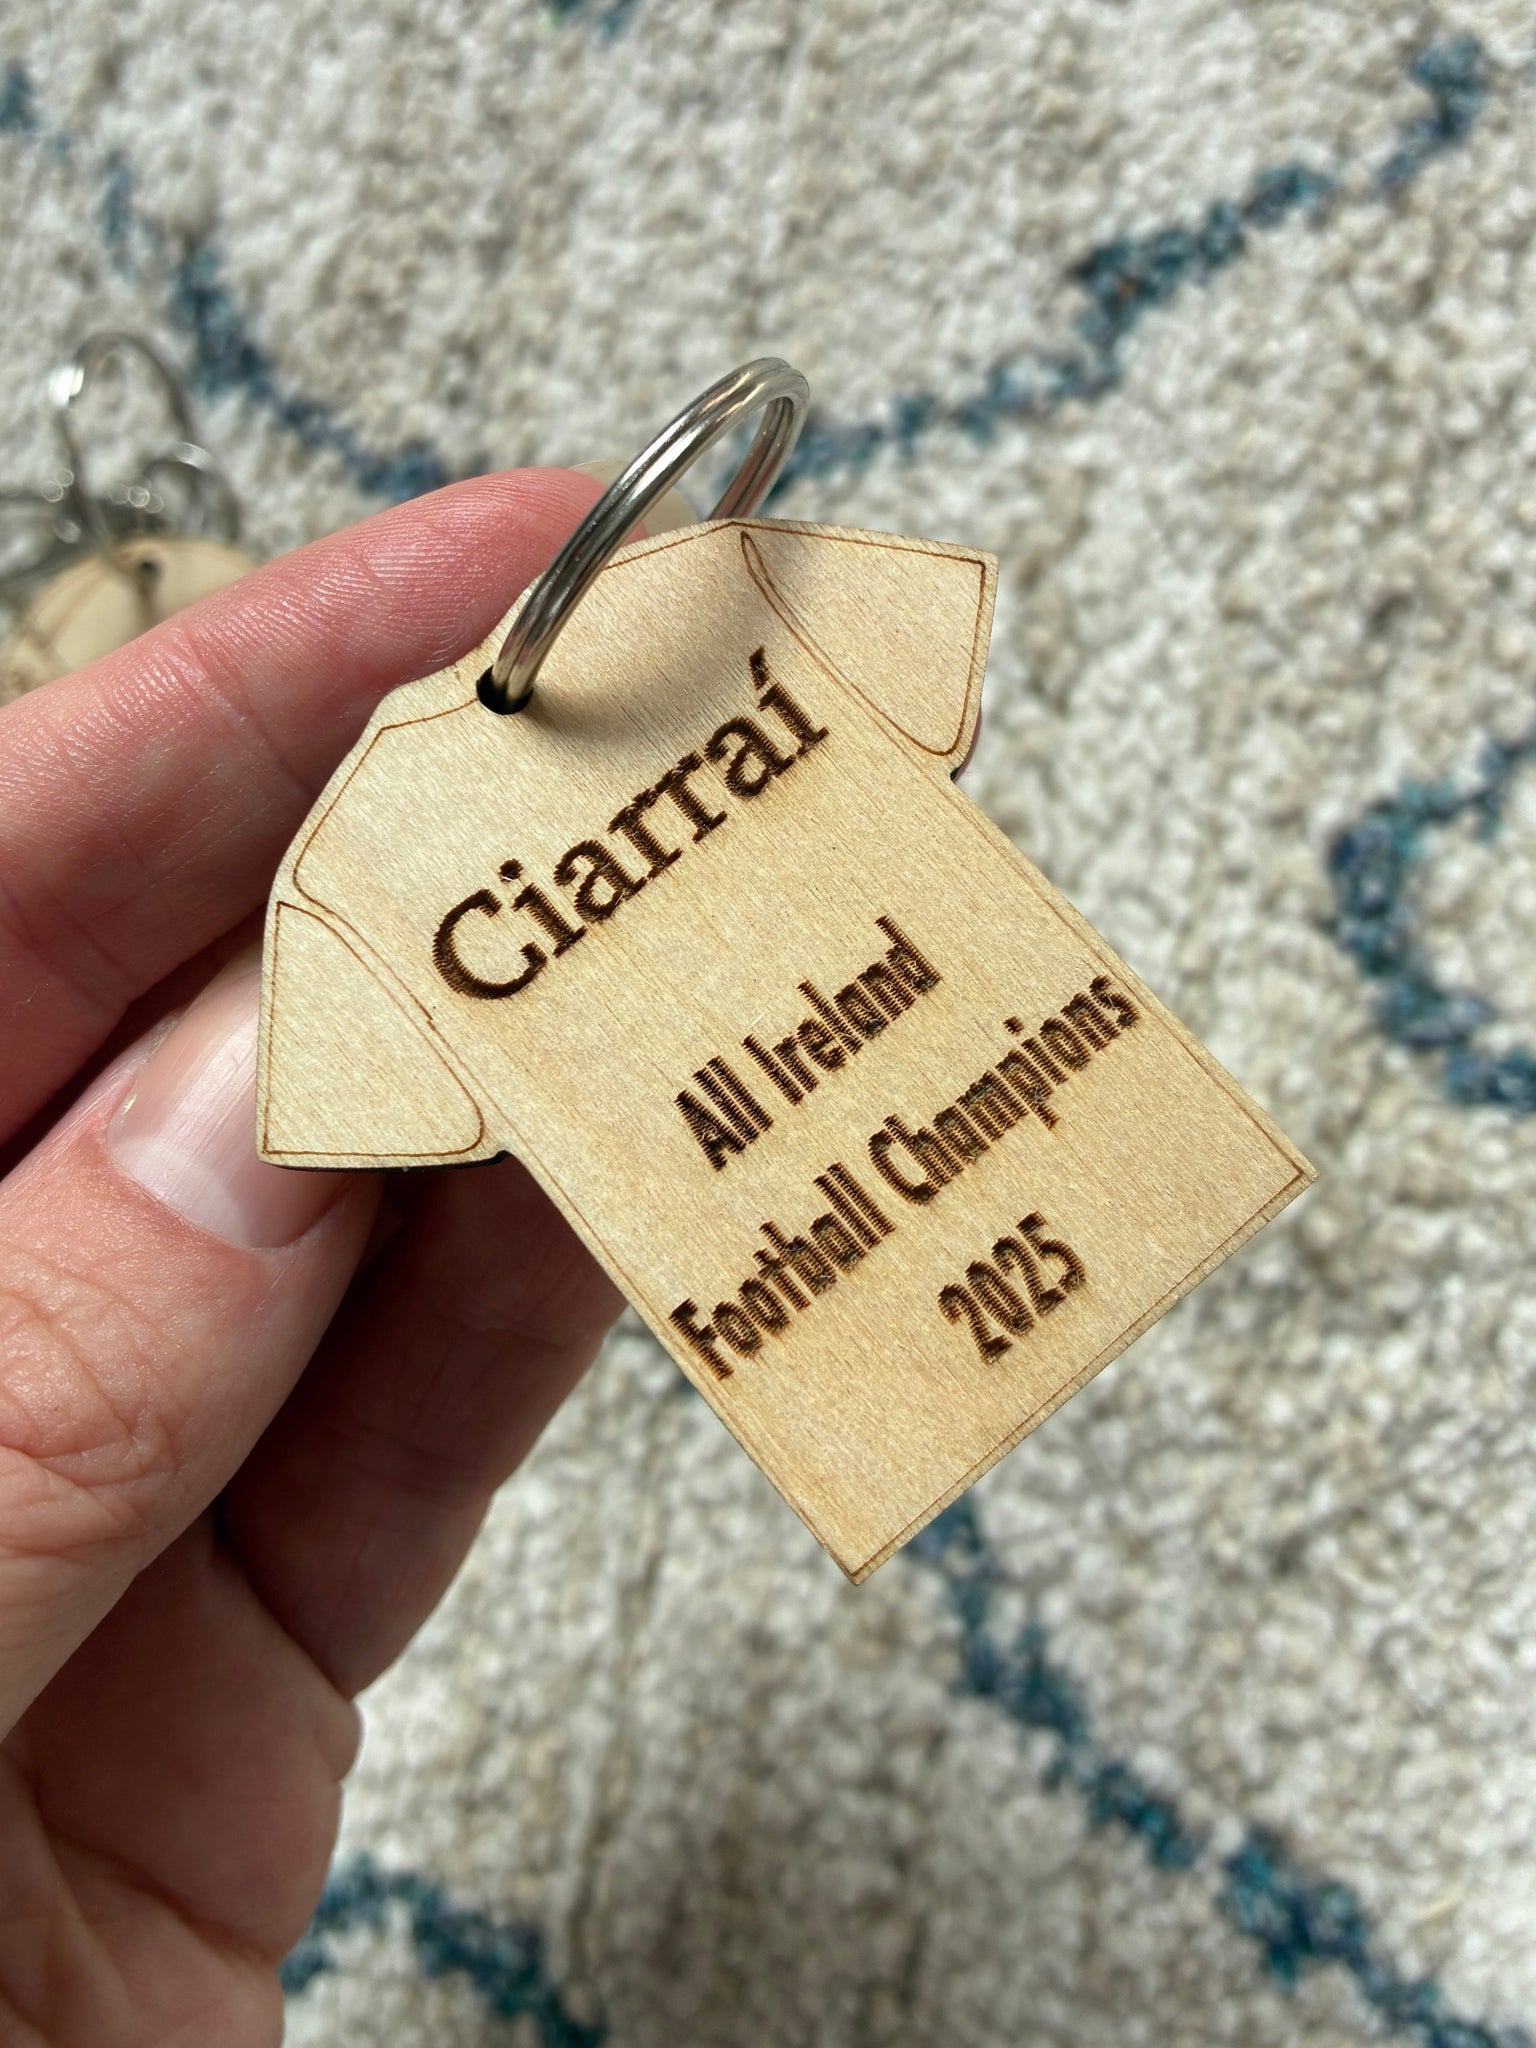 Ciarraí
All Ireland
Football Champions
2025